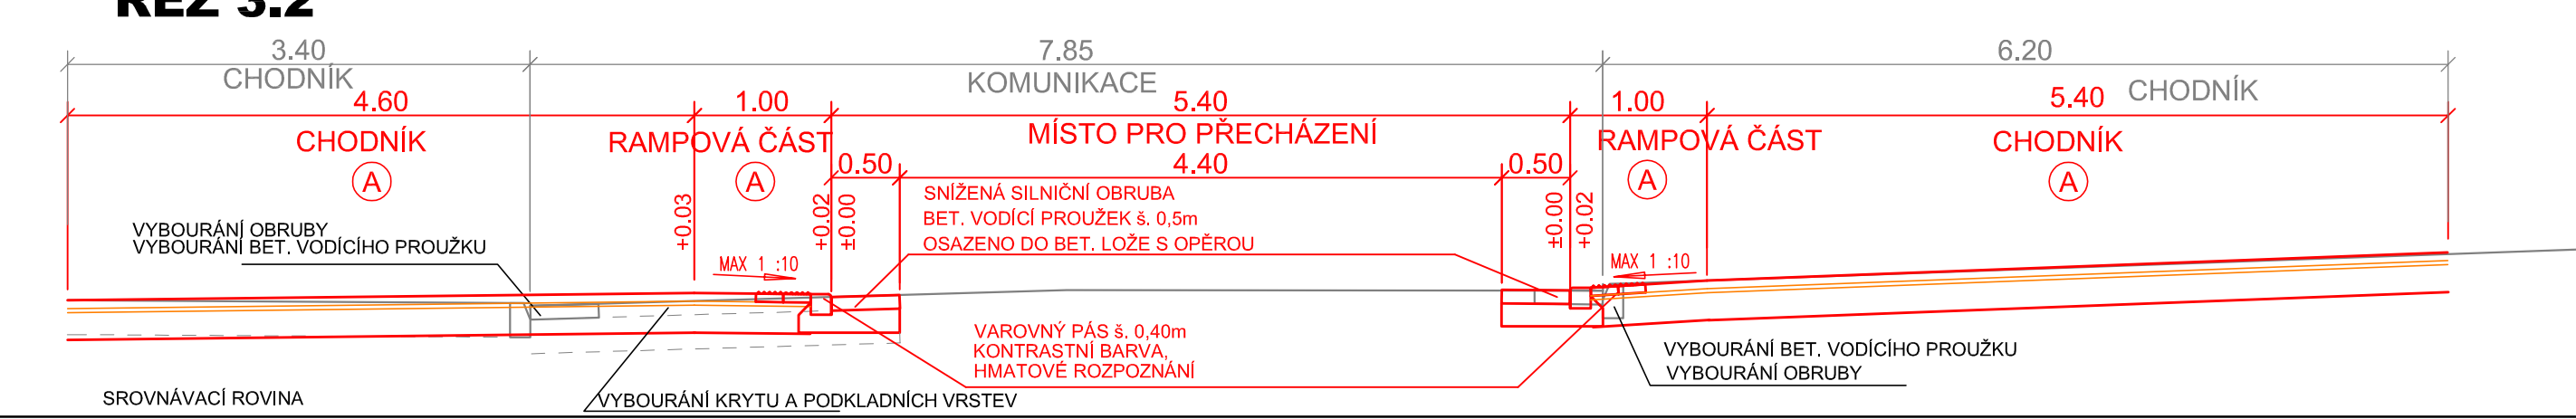 ŘEZ 3.2
3.40
7.85
6.20
CHODNÍK
KOMUNIKACE
CHODNÍK
4.60
1.00
5.40
1.00
5.40
CHODNÍK
RAMPOVÁ ČÁST
MÍSTO PRO PŘECHÁZENÍ
RAMPOVÁ ČÁST
CHODNÍK
0.50
4.40
0.50
A
A
A
A
SNÍŽENÁ SILNIČNÍ OBRUBA
BET. VODÍCÍ PROUŽEK š. 0,5m
OSAZENO DO BET. LOŽE S OPĚROU
+0.03
+0.02
±0.00
±0.00
+0.02
VYBOURÁNÍ OBRUBY
VYBOURÁNÍ BET. VODÍCÍHO PROUŽKU
MAX 1 :10
MAX 1 :10
VAROVNÝ PÁS š. 0,40m
KONTRASTNÍ BARVA,
HMATOVÉ ROZPOZNÁNÍ
VYBOURÁNÍ BET. VODÍCÍHO PROUŽKU
VYBOURÁNÍ OBRUBY
SROVNÁVACÍ ROVINA
VYBOURÁNÍ KRYTU A PODKLADNÍCH VRSTEV